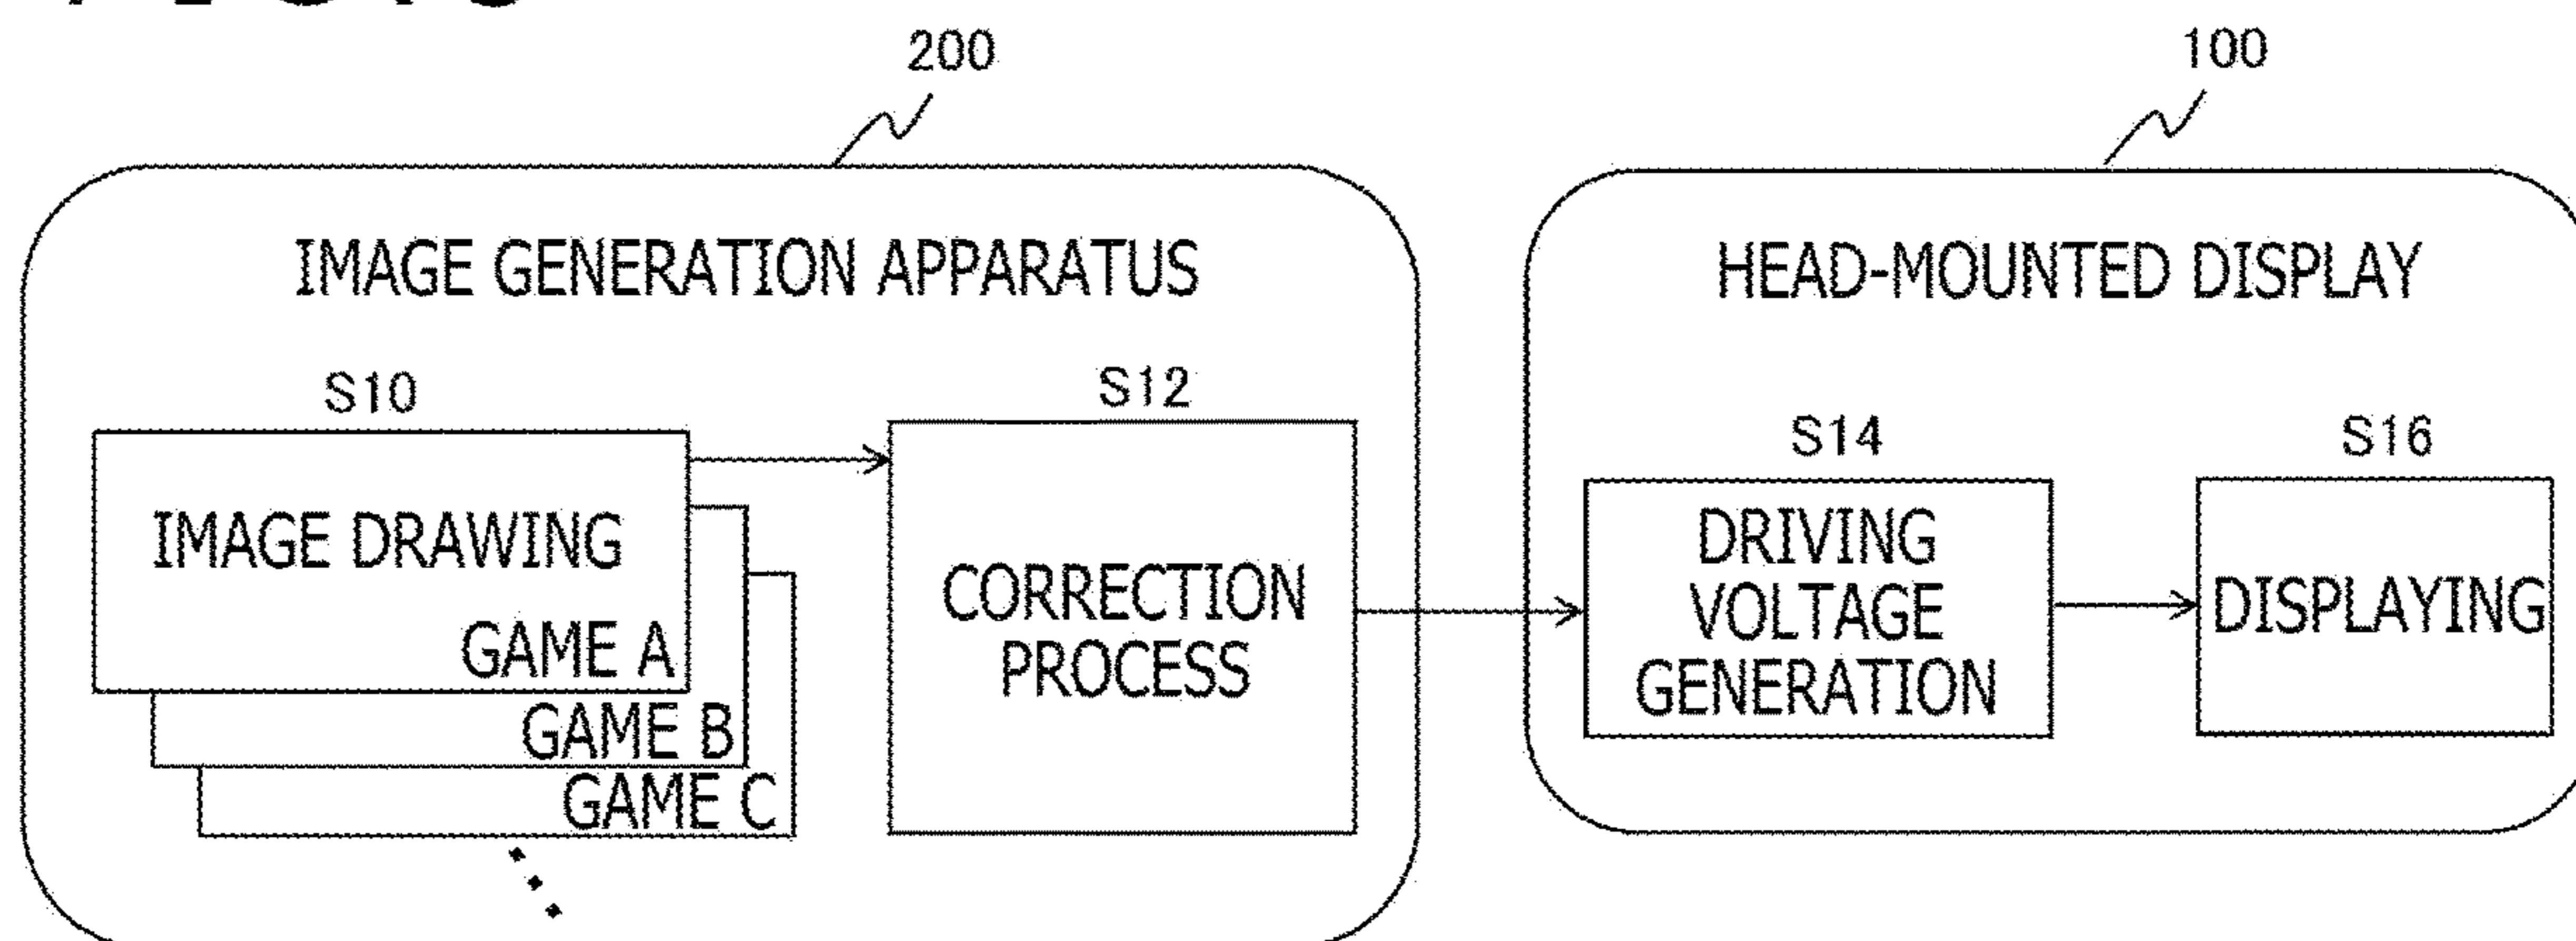 200
100
IMAGE GENERATION APPARATUS
HEAD-MOUNTED DISPLAY
S10
S12
S14
S16
IMAGE DRAWING
GAME A
GAME B
GAME C
CORRECTION
PROCESS
DRIVING
VOLTAGE
GENERATION
DISPLAYING